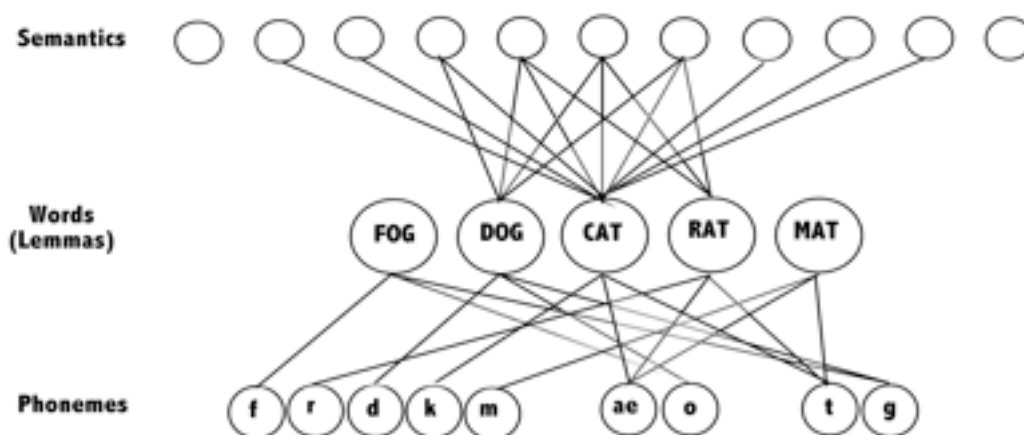 Semantics
Words
(Lemmas)
FOG DOG CAT RAT MAT
Phonemes
f r d k m ae o t g